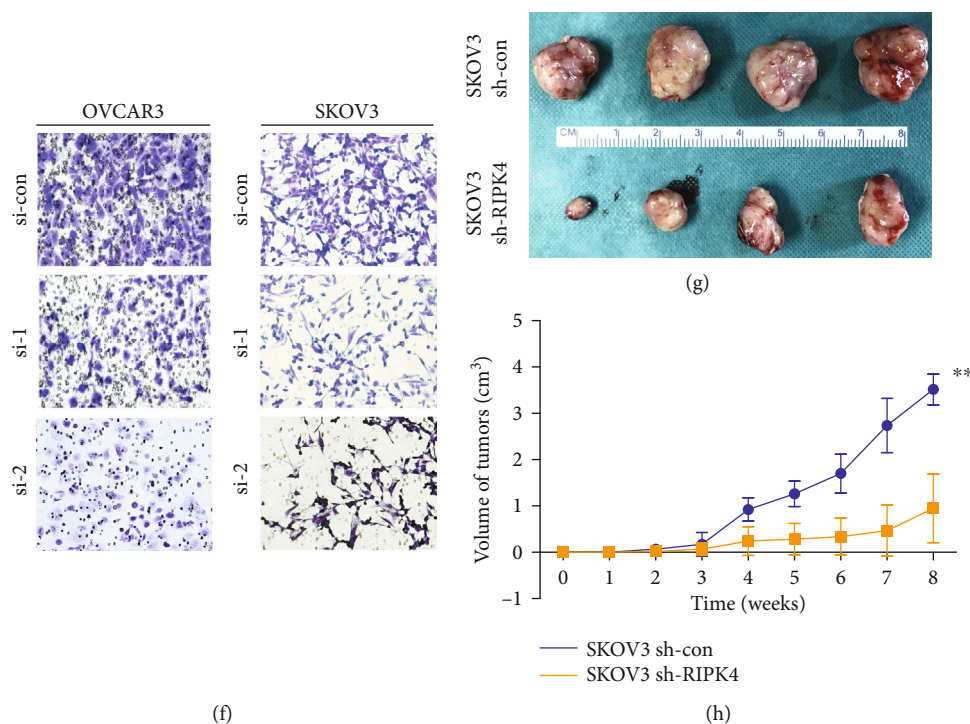 OVCAR3
SKOV3
si-con
si-con
si-1
si-1
si-2
si-2
(f)
SKOV3
sh-con
CM 1 2 3 4 5 6 7 8
SKOV3
sh-RIPK4
(g)
Volume of tumors (cm³)
5
4
3
2
1
0
−1
**
0 1 2 3 4 5 6 7 8
Time (weeks)
SKOV3 sh-con
SKOV3 sh-RIPK4
(h)